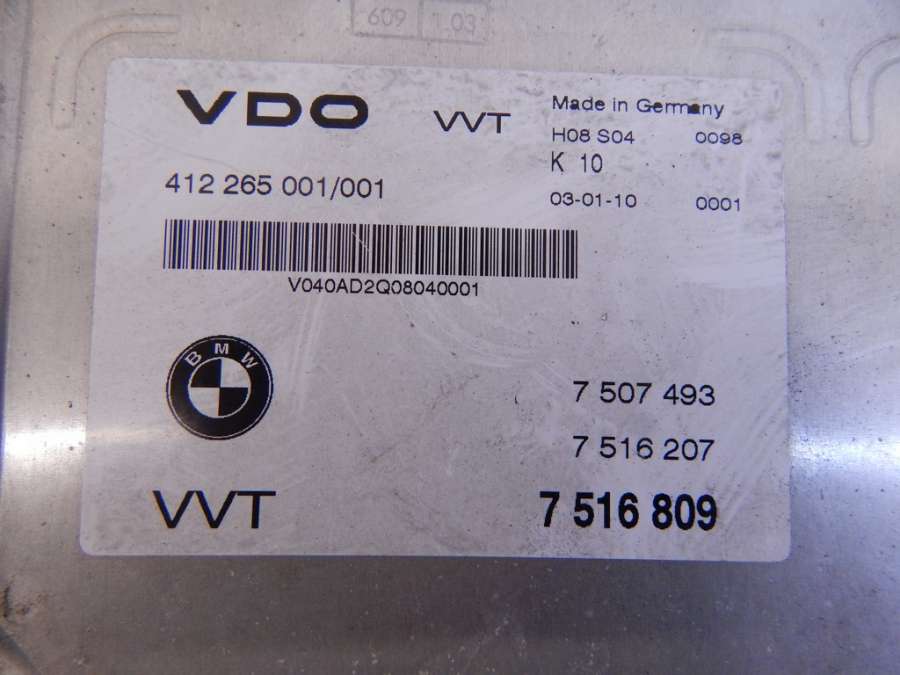 609 1.03
VDO VVT Made in Germany
H08 S04 0098
K 10
412 265 001/001
03-01-10 0001
V040AD2Q08040001
BMW
7 507 493
7 516 207
VVT 7 516 809